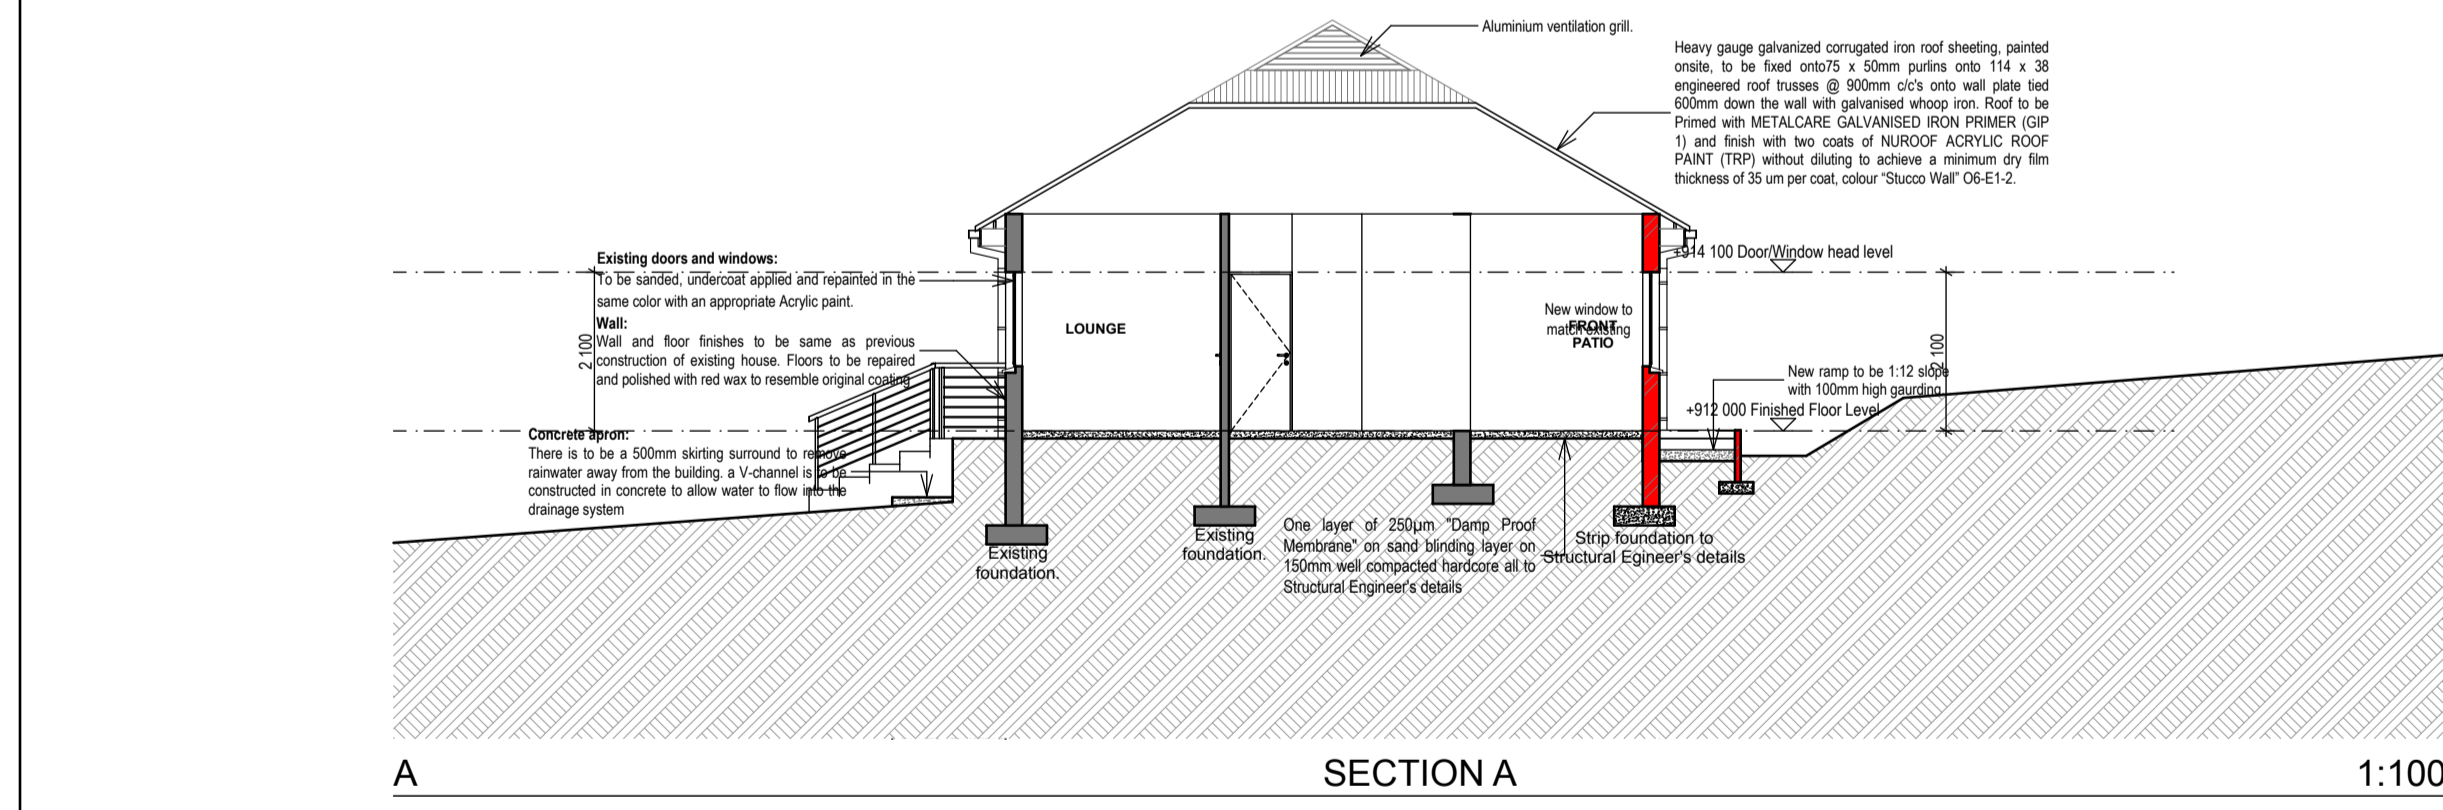 Aluminium ventilation grill.
Heavy gauge galvanized corrugated iron roof sheeting, painted
onsite, to be fixed onto75 x 50mm purlins onto 114 x 38
engineered roof trusses @ 900mm c/c's onto wall plate tied
600mm down the wall with galvanised whoop iron. Roof to be
Primed with METALCARE GALVANISED IRON PRIMER (GIP
1) and finish with two coats of NUROOF ACRYLIC ROOF
PAINT (TRP) without diluting to achieve a minimum dry film
thickness of 35 um per coat, colour “Stucco Wall” O6-E1-2.
Existing doors and windows:
To be sanded, undercoat applied and repainted in the
same color with an appropriate Acrylic paint.
Wall:
Wall and floor finishes to be same as previous
construction of existing house. Floors to be repaired
and polished with red wax to resemble original coating
2 100
Concrete apron:
There is to be a 500mm skirting surround to remove
rainwater away from the building. a V-channel is to be
constructed in concrete to allow water to flow into the
drainage system
LOUNGE
New window to
match existing
FRONT
PATIO
+914 100 Door/Window head level
2 100
New ramp to be 1:12 slope
with 100mm high gaurding
+912 000 Finished Floor Level
Existing
foundation.
Existing
foundation.
One layer of 250µm "Damp Proof
Membrane" on sand blinding layer on
150mm well compacted hardcore all to
Structural Engineer's details
Strip foundation to
Structural Egineer's details
A
SECTION A
1:100